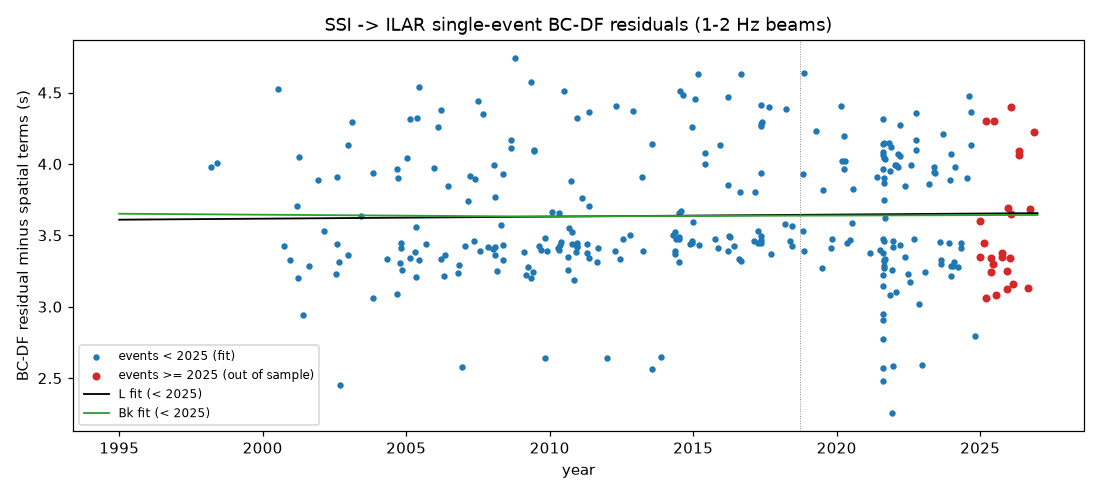 SSI -> ILAR single-event BC-DF residuals (1-2 Hz beams)
BC-DF residual minus spatial terms (s)
4.5
4.0
3.5
3.0
2.5
events < 2025 (fit)
events >= 2025 (out of sample)
L fit (< 2025)
Bk fit (< 2025)
1995 2000 2005 2010 2015 2020 2025
year